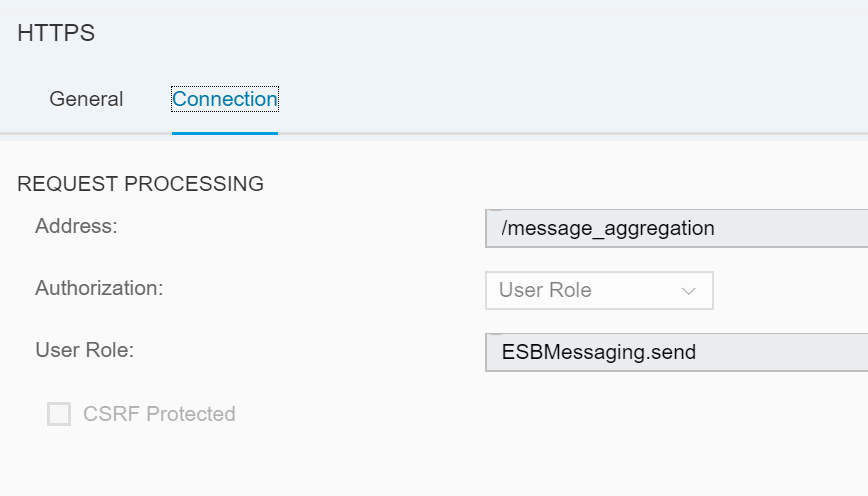 HTTPS
General Connection
REQUEST PROCESSING
Address: /message_aggregation
Authorization: User Role
User Role: ESBMessaging.send
CSRF Protected